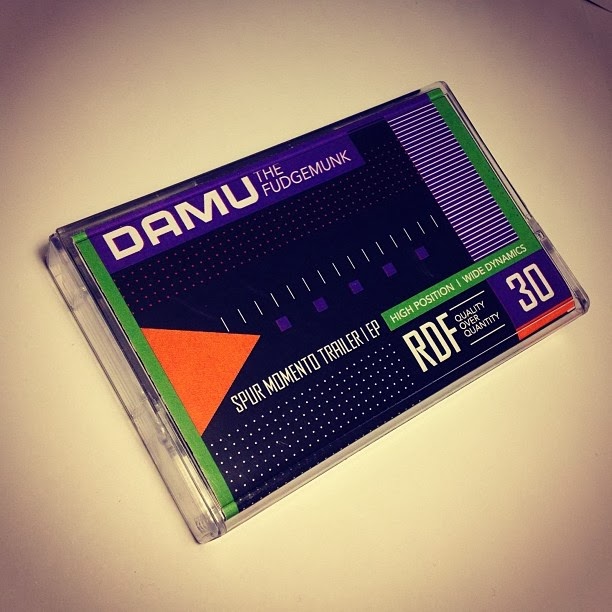 DAMU THE
FUDGEMUNK
SPUR MOMENTO TRAILER | EP
HIGH POSITION | WIDE DYNAMICS
RDF
QUALITY
OVER
QUANTITY
30